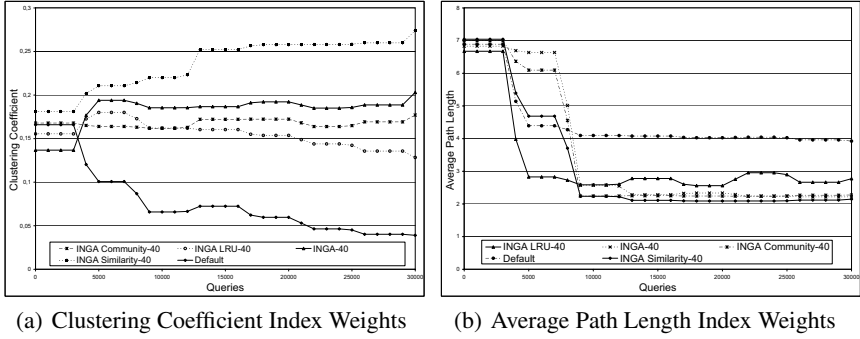 0,3
0,25
0,2
0,15
0,1
0,05
0
Clustering Coefficient
INGA Community-40 INGA LRU-40 INGA-40
INGA Similarity-40 Default
0 5000 10000 15000 20000 25000 30000
Queries
(a) Clustering Coefficient Index Weights
8
7
6
5
4
3
2
1
0
Average Path Length
INGA LRU-40 INGA-40 INGA Community-40
Default INGA Similarity-40
0 5000 10000 15000 20000 25000 30000
Queries
(b) Average Path Length Index Weights